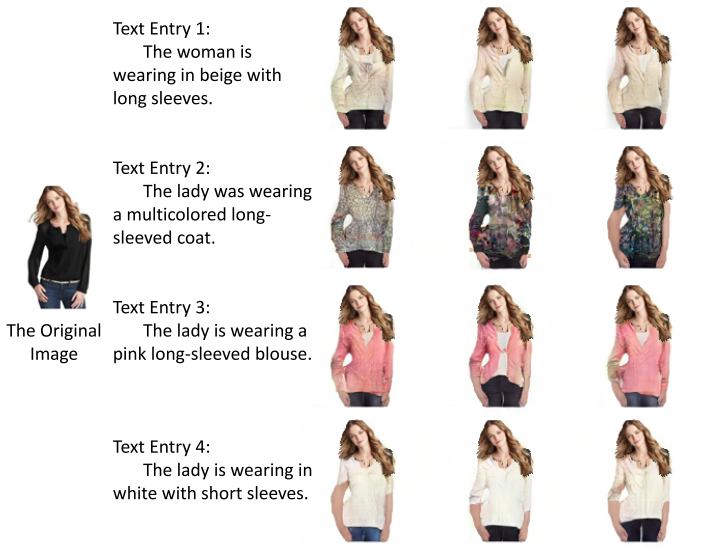 Text Entry 1:
The woman is
wearing in beige with
long sleeves.
Text Entry 2:
The lady was wearing
a multicolored long-
sleeved coat.
The Original
Image
Text Entry 3:
The lady is wearing a
pink long-sleeved blouse.
Text Entry 4:
The lady is wearing in
white with short sleeves.